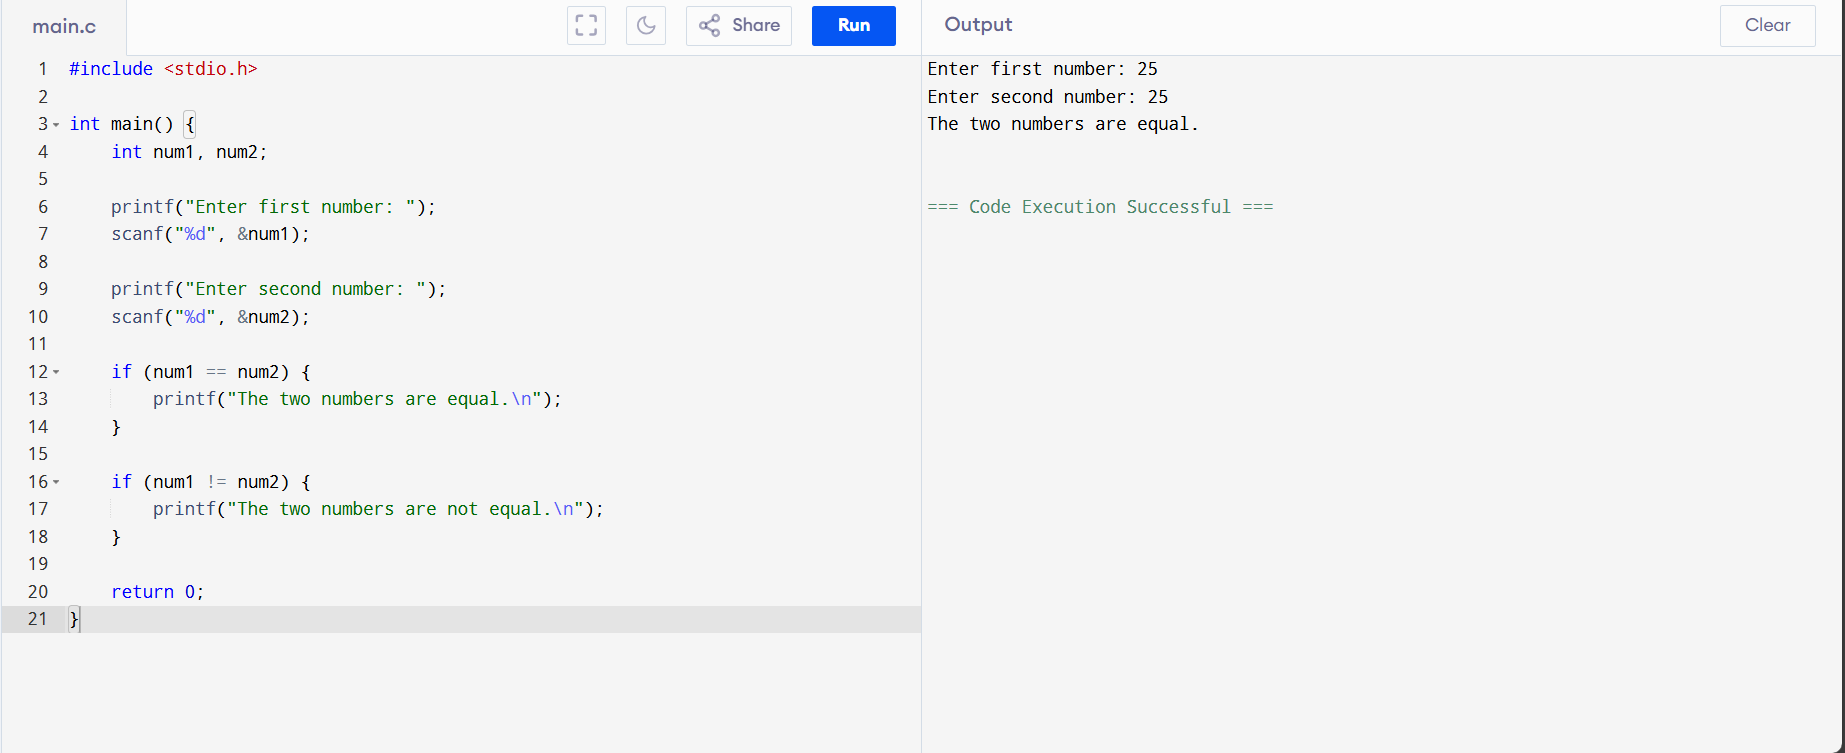 main.c
Share
Run
Output
Clear
1 #include <stdio.h>
2
3 int main() {
4     int num1, num2;
5
6     printf("Enter first number: ");
7     scanf("%d", &num1);
8
9     printf("Enter second number: ");
10     scanf("%d", &num2);
11
12     if (num1 == num2) {
13         printf("The two numbers are equal.\n");
14     }
15
16     if (num1 != num2) {
17         printf("The two numbers are not equal.\n");
18     }
19
20     return 0;
21 }
Enter first number: 25
Enter second number: 25
The two numbers are equal.
=== Code Execution Successful ===